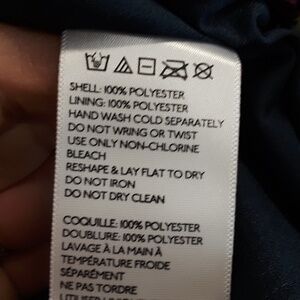 SHELL: 100% POLYESTER
LINING: 100% POLYESTER
HAND WASH COLD SEPARATELY
DO NOT WRING OR TWIST
USE ONLY NON-CHLORINE
BLEACH
RESHAPE & LAY FLAT TO DRY
DO NOT IRON
DO NOT DRY CLEAN
COQUILLE: 100% POLYESTER
DOUBLURE: 100% POLYESTER
LAVAGE À LA MAIN À
TEMPÉRATURE FROIDE
SÉPARÉMENT
NE PAS TORDRE